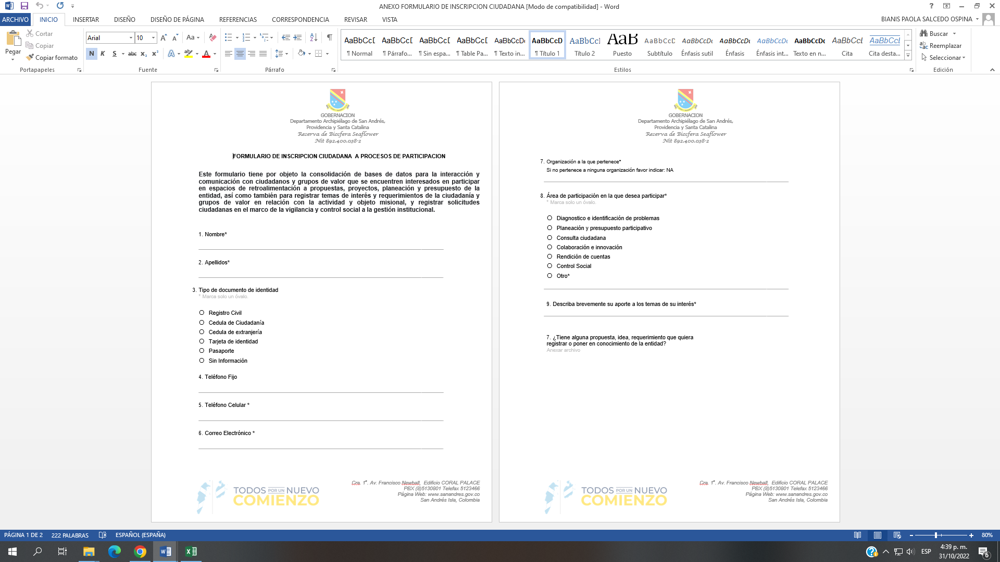 ANEXO FORMULARIO DE INSCRIPCION CIUDADANA [Modo de compatibilidad] - Word
ARCHIVO INICIO INSERTAR DISEÑO DISEÑO DE PÁGINA REFERENCIAS CORRESPONDENCIA REVISAR VISTA BIANIS PAOLA SALCEDO OSPINA
Pegar
Cortar
Copiar
Copiar formato
Portapapeles
Arial 10
Fuente
Párrafo
AaBbCcI AaBbCcD AaBbCcD AaBbCcD AaBbCcDc AaBbCcD AaBbCcI AaB AaBbCcD AaBbCcDc AaBbCcDc AaBbCcDc AaBbCcDc AaBbCcI AaBbCcI
¶ Normal ¶ Párrafo... ¶ Sin espa... ¶ Table Pa... ¶ Texto in... ¶ Título 1 Título 2 Puesto Subtítulo Énfasis sutil Énfasis Énfasis int... Texto en n... Cita Cita desta...
Estilos
Buscar
Reemplazar
Seleccionar
Edición
GOBERNACION
Departamento Archipiélago de San Andrés,
Providencia y Santa Catalina
Reserva de Biosfera Seaflower
Nit 892.400.038-2
FORMULARIO DE INSCRIPCION CIUDADANA A PROCESOS DE PARTICIPACION
Este formulario tiene por objeto la consolidación de bases de datos para la interacción y
comunicación con ciudadanos y grupos de valor que se encuentren interesados en participar
en espacios de retroalimentación a propuestas, proyectos, planeación y presupuesto de la
entidad, así como también para registrar temas de interés y requerimientos de la ciudadanía y
grtupos de valor en relación con la actividad y objeto misional, y registrar solicitudes
ciudadanas en el marco de la vigilancia y control social a la gestión institucional.
1. Nombre*
2. Apellidos*
3. Tipo de documento de identidad
* Marca solo un óvalo.
Registro Civil
Cedula de Ciudadanía
Cedula de extranjería
Tarjeta de identidad
Pasaporte
Sin Información
4. Teléfono Fijo
5. Teléfono Celular *
6. Correo Electrónico *
TODOS POR UN NUEVO
COMIENZO
Cra. 1ª. Av. Francisco Newball, Edificio CORAL PALACE
PBX (8)5130801 Telefax 5123466
Página Web: www.sanandres.gov.co
San Andrés Isla, Colombia
GOBERNACION
Departamento Archipiélago de San Andrés,
Providencia y Santa Catalina
Reserva de Biosfera Seaflower
Nit 892.400.038-2
7. Organización a la que pertenece*
Si no pertenece a ninguna organización favor indicar: NA
8. Área de participación en la que desea participar*
* Marca solo un óvalo.
Diagnostico e identificación de problemas
Planeación y presupuesto participativo
Consulta ciudadana
Colaboración e innovación
Rendición de cuentas
Control Social
Otro*
9. Describa brevemente su aporte a los temas de su interés*
7. ¿Tiene alguna propuesta, idea, requerimiento que quiera
registrar o poner en conocimiento de la entidad?
Anexar archivo
TODOS POR UN NUEVO
COMIENZO
Cra. 1ª. Av. Francisco Newball, Edificio CORAL PALACE
PBX (8)5130801 Telefax 5123466
Página Web: www.sanandres.gov.co
San Andrés Isla, Colombia
PÁGINA 1 DE 2 222 PALABRAS ESPAÑOL (ESPAÑA) 80%
ESP
4:39 p. m.
31/10/2022
6